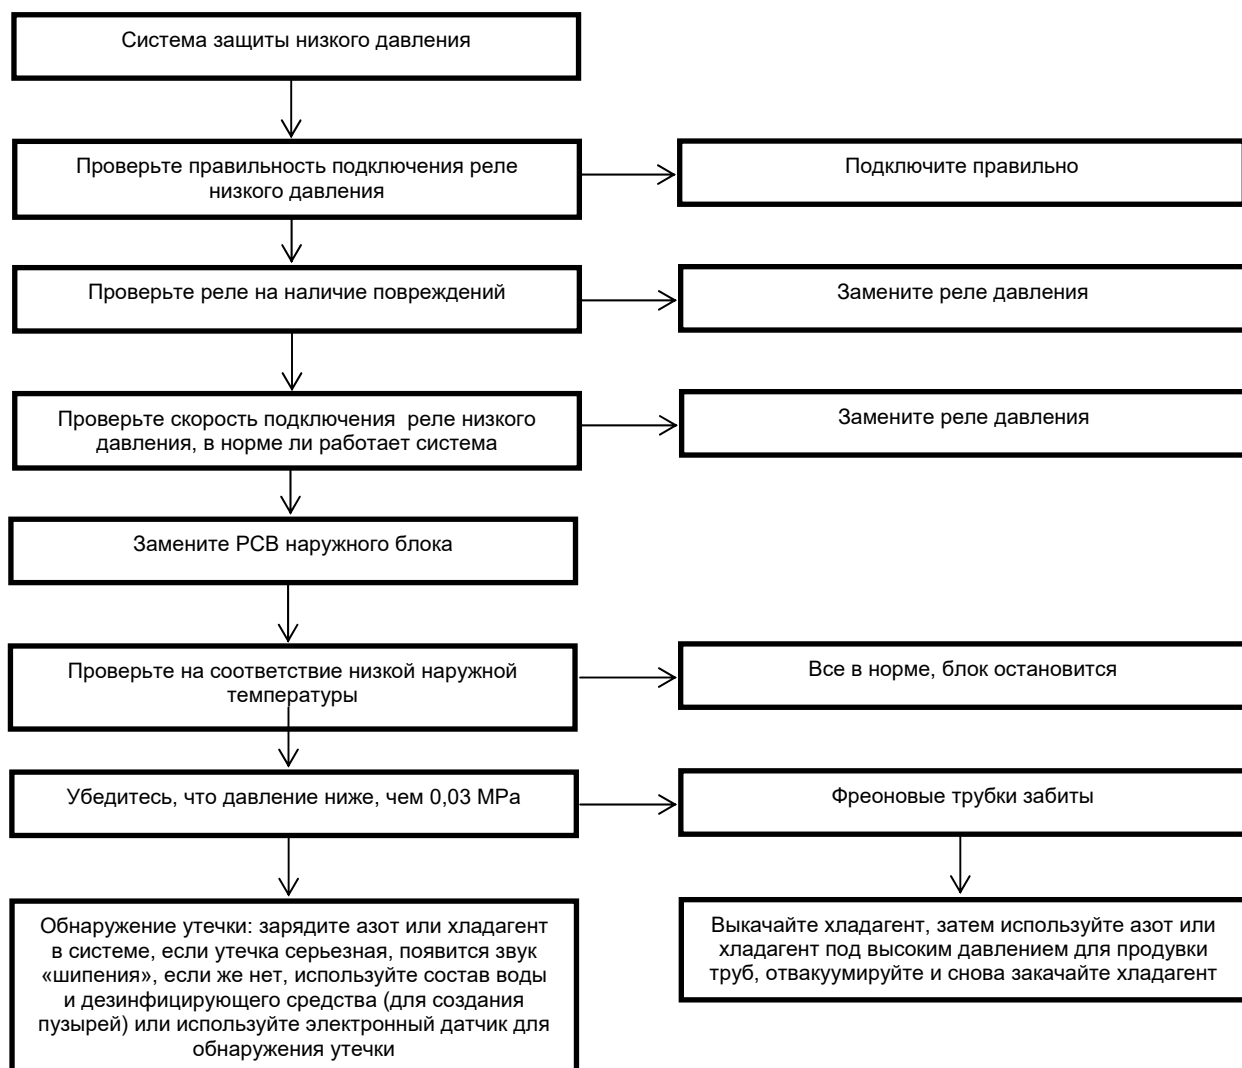 Система защиты низкого давления
Проверьте правильность подключения реле
низкого давления
Подключите правильно
Проверьте реле на наличие повреждений
Замените реле давления
Проверьте скорость подключения  реле низкого
давления, в норме ли работает система
Замените реле давления
Замените PCB наружного блока
Проверьте на соответствие низкой наружной
температуры
Все в норме, блок остановится
Убедитесь, что давление ниже, чем 0,03 MPa
Фреоновые трубки забиты
Обнаружение утечки: зарядите азот или хладагент
в системе, если утечка серьезная, появится звук
«шипения», если же нет, используйте состав воды
и дезинфицирующего средства (для создания
пузырей) или используйте электронный датчик для
обнаружения утечки
Выкачайте хладагент, затем используйте азот или
хладагент под высоким давлением для продувки
труб, отвакуумируйте и снова закачайте хладагент